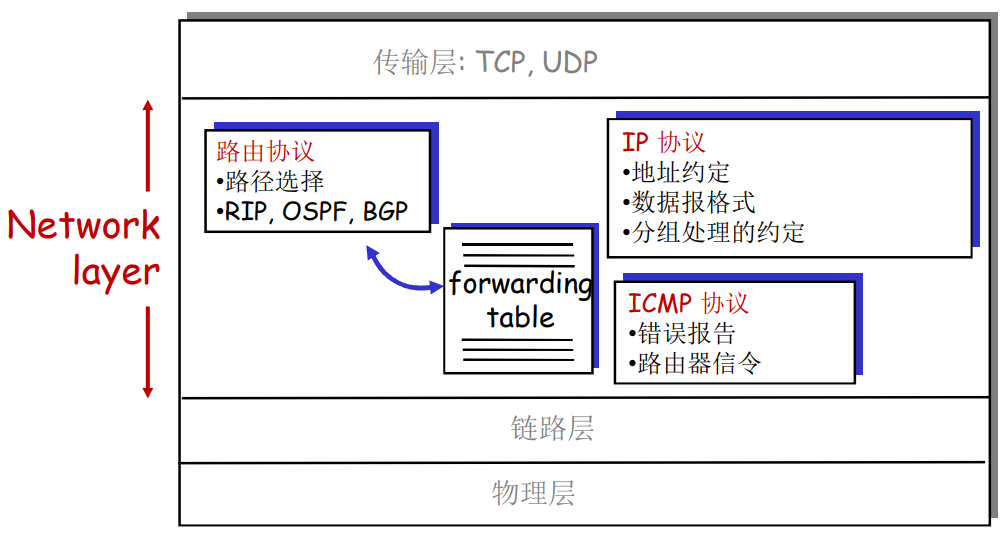 传输层: TCP, UDP
Network
layer
路由协议
•路径选择
•RIP, OSPF, BGP
forwarding
table
IP 协议
•地址约定
•数据报格式
•分组处理的约定
ICMP 协议
•错误报告
•路由器信令
链路层
物理层